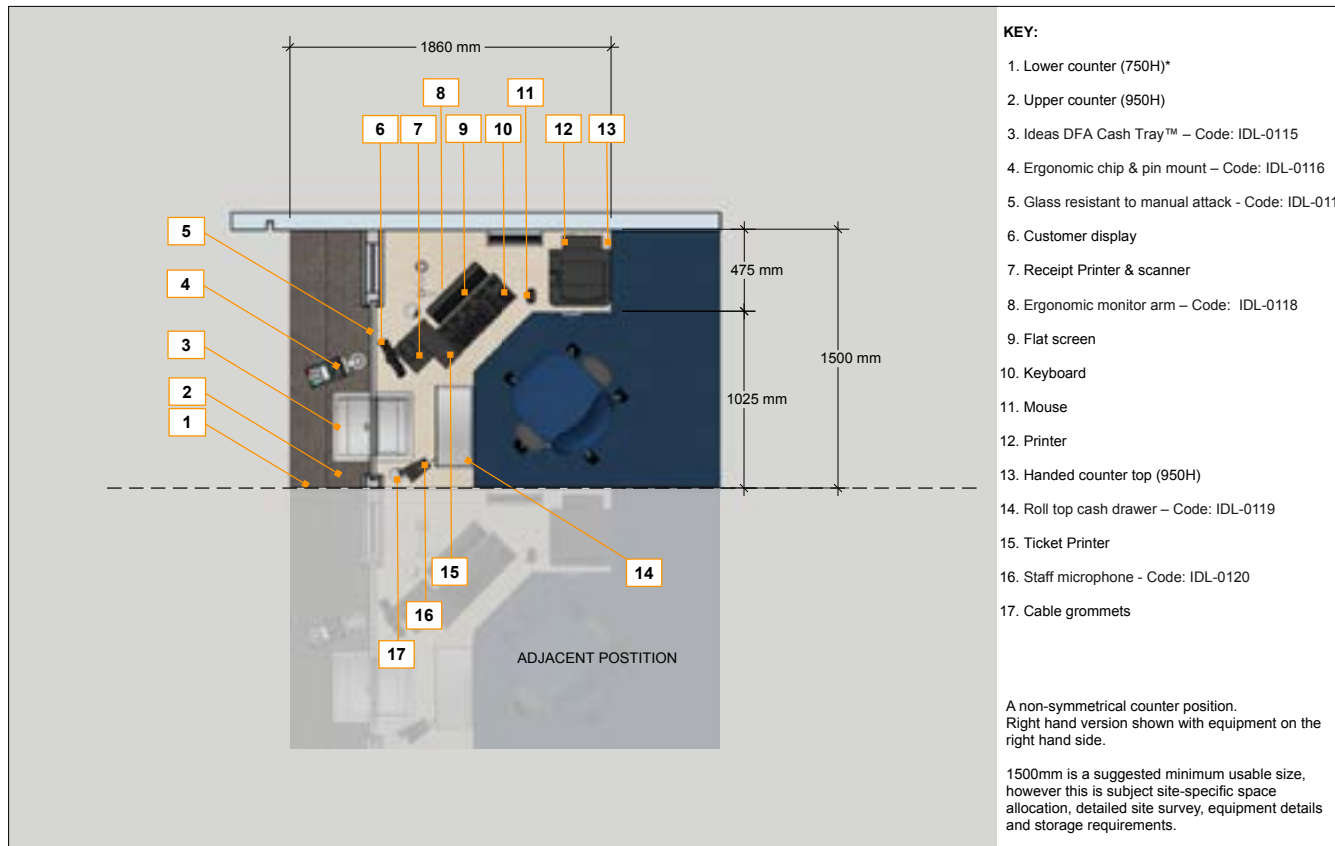 1860 mm
8
11
6
7
9
10
12
13
5
475 mm
4
3
1500 mm
2
1025 mm
1
15
14
16
17
ADJACENT POSTITION
KEY:
1. Lower counter (750H)*
2. Upper counter (950H)
3. Ideas DFA Cash Tray™ – Code: IDL-0115
4. Ergonomic chip & pin mount – Code: IDL-0116
5. Glass resistant to manual attack - Code: IDL-011
6. Customer display
7. Receipt Printer & scanner
8. Ergonomic monitor arm – Code: IDL-0118
9. Flat screen
10. Keyboard
11. Mouse
12. Printer
13. Handed counter top (950H)
14. Roll top cash drawer – Code: IDL-0119
15. Ticket Printer
16. Staff microphone - Code: IDL-0120
17. Cable grommets
A non-symmetrical counter position.
Right hand version shown with equipment on the
right hand side.
1500mm is a suggested minimum usable size,
however this is subject site-specific space
allocation, detailed site survey, equipment details
and storage requirements.